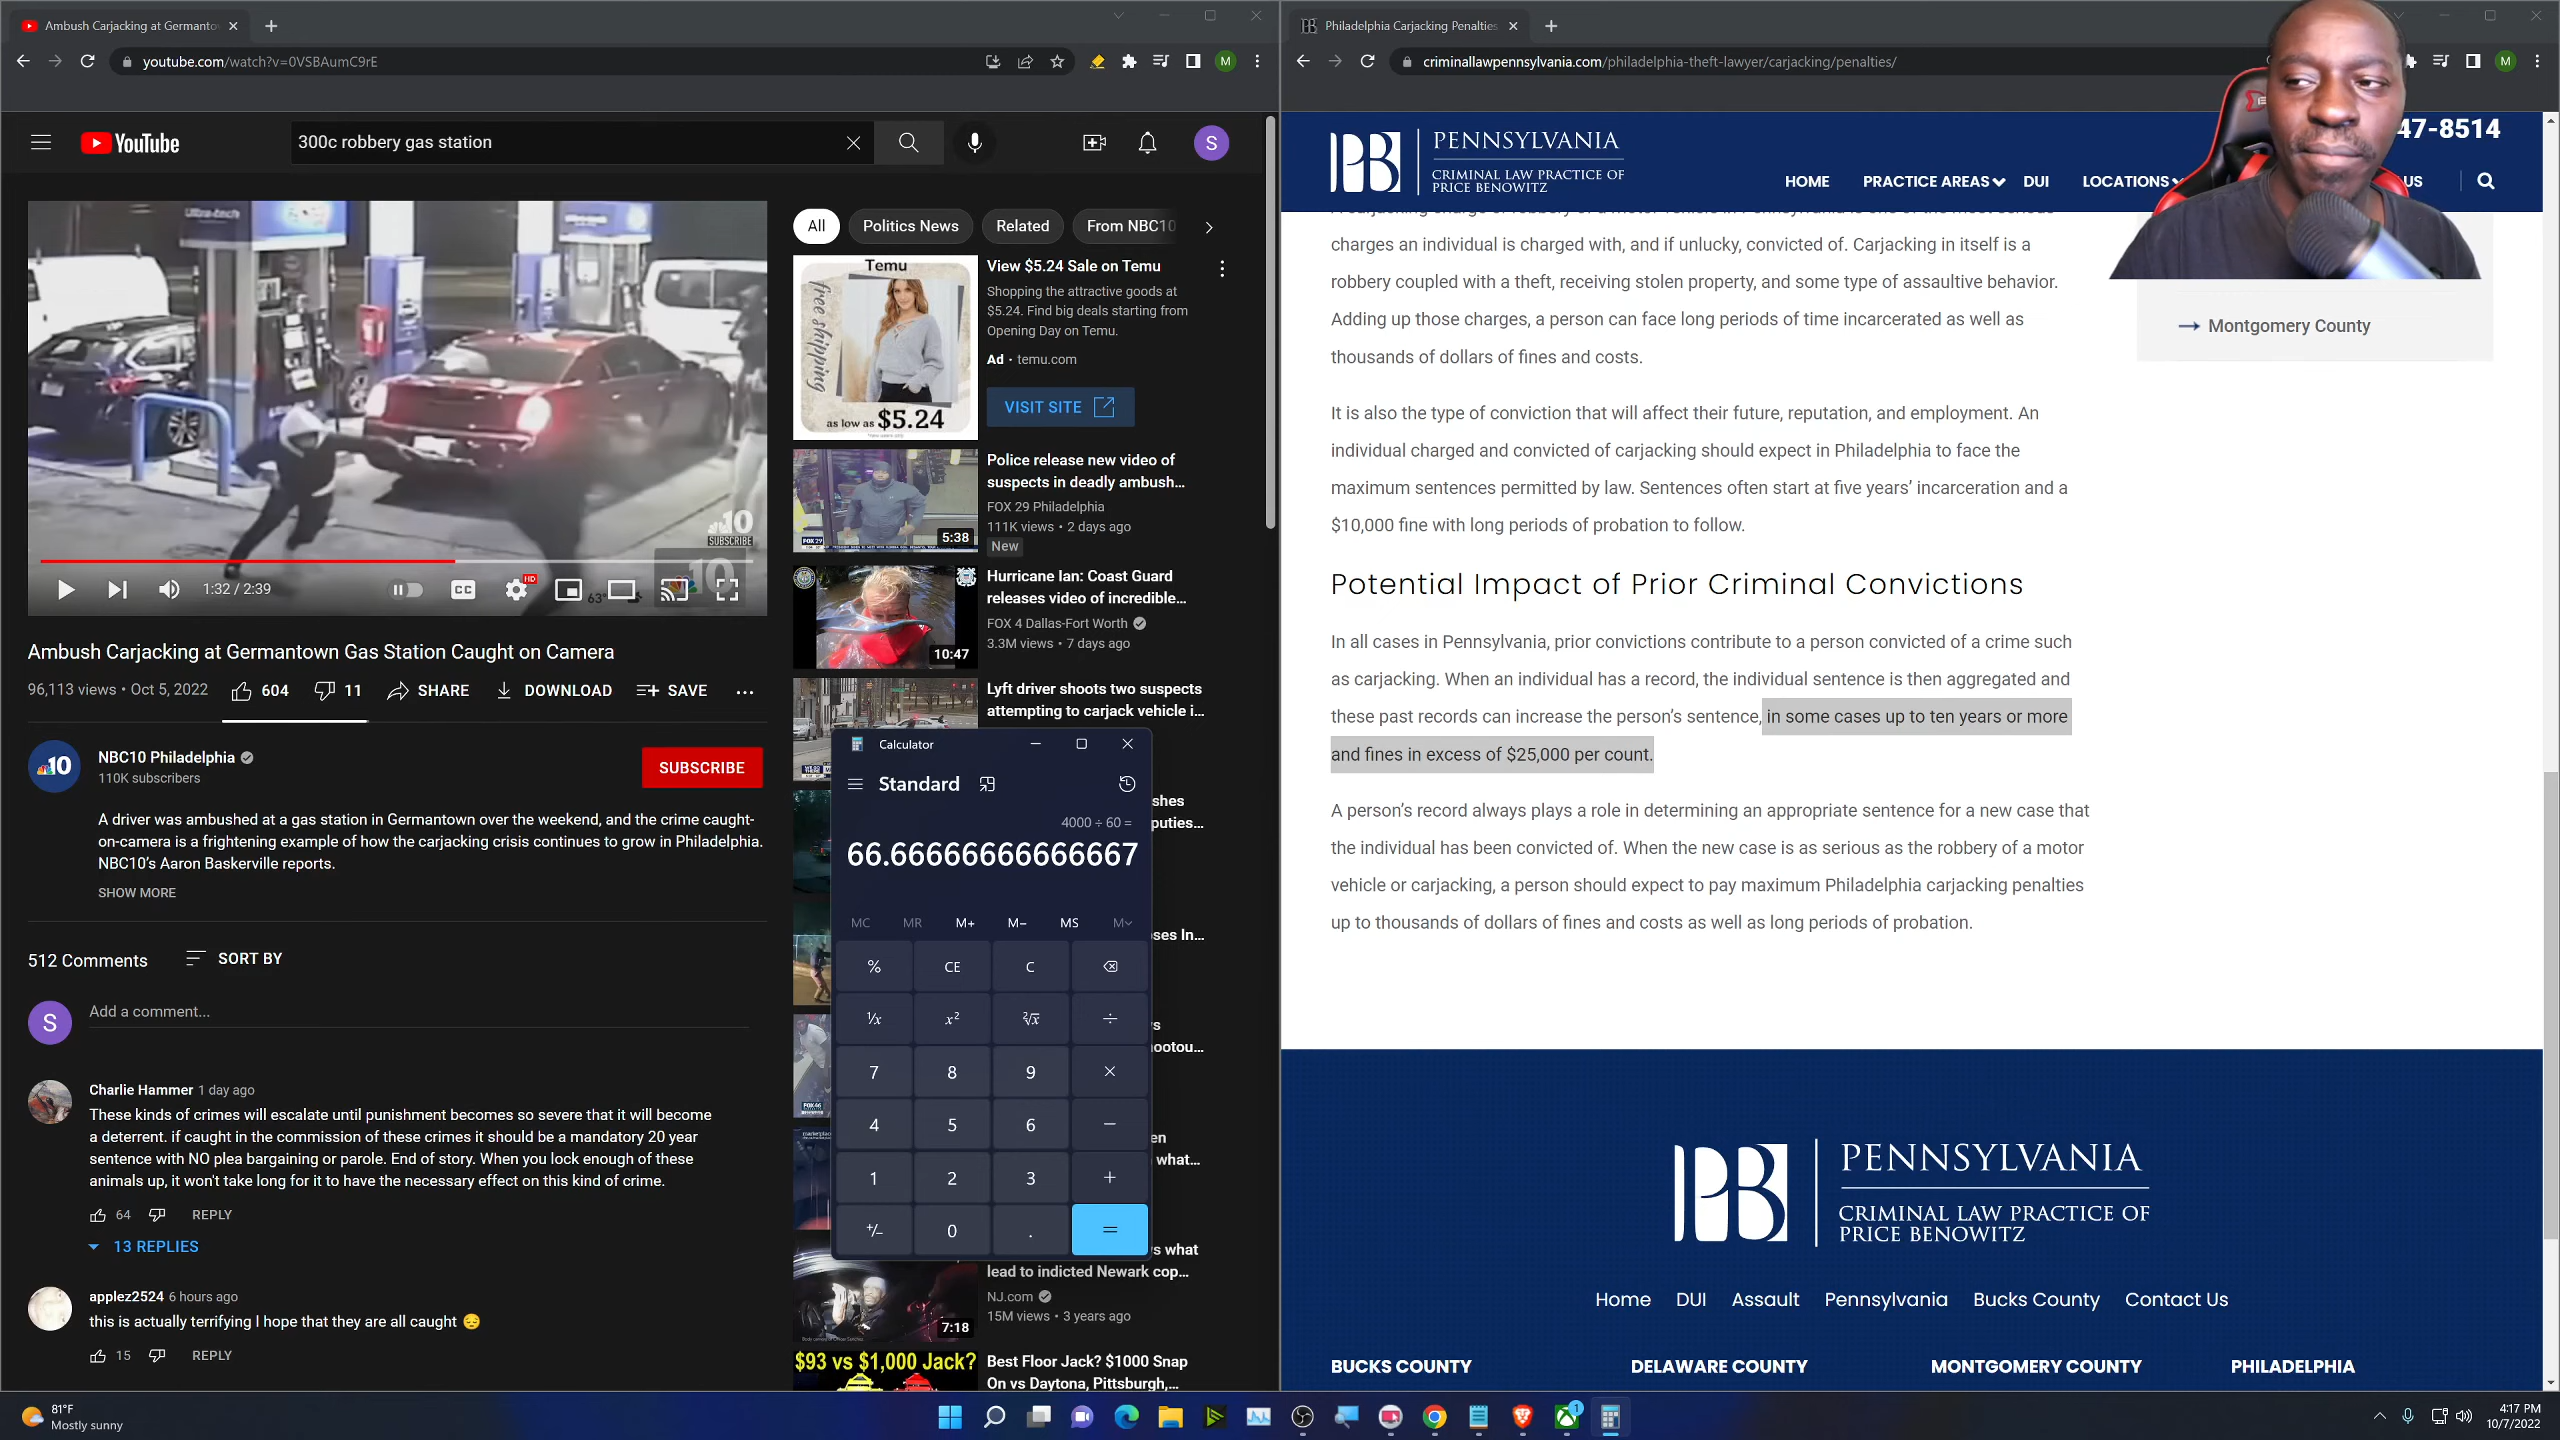 Ambush Carjacking at Germanto
youtube.com/watch?v=0VSBAumC9rE
M
YouTube
300c robbery gas station
S
Ultra-tech
10
SUBSCRIBE
1:32 / 2:39
CC
HD
63°
Ambush Carjacking at Germantown Gas Station Caught on Camera
96,113 views • Oct 5, 2022
604
11
SHARE
DOWNLOAD
SAVE
10
NBC10 Philadelphia
110K subscribers
SUBSCRIBE
A driver was ambushed at a gas station in Germantown over the weekend, and the crime caught-
on-camera is a frightening example of how the carjacking crisis continues to grow in Philadelphia.
NBC10's Aaron Baskerville reports.
SHOW MORE
512 Comments
SORT BY
S
Add a comment...
Charlie Hammer 1 day ago
These kinds of crimes will escalate until punishment becomes so severe that it will become
a deterrent. if caught in the commission of these crimes it should be a mandatory 20 year
sentence with NO plea bargaining or parole. End of story. When you lock enough of these
animals up, it won't take long for it to have the necessary effect on this kind of crime.
64
REPLY
13 REPLIES
applez2524 6 hours ago
this is actually terrifying I hope that they are all caught 😔
15
REPLY
All
Politics News
Related
From NBC10
Temu
free shipping
as low as $5.24
View $5.24 Sale on Temu
Shopping the attractive goods at
$5.24. Find big deals starting from
Opening Day on Temu.
Ad • temu.com
VISIT SITE
Police release new video of
suspects in deadly ambush...
FOX 29 Philadelphia
111K views • 2 days ago
New
5:38
Hurricane Ian: Coast Guard
releases video of incredible...
FOX 4 Dallas-Fort Worth
3.3M views • 7 days ago
10:47
Lyft driver shoots two suspects
attempting to carjack vehicle i...
shes
puties...
ses In...
s
ootou...
en
what...
s what
lead to indicted Newark cop...
NJ.com
15M views • 3 years ago
7:18
$93 vs $1,000 Jack?
Best Floor Jack? $1000 Snap
On vs Daytona, Pittsburgh,...
Calculator
Standard
4000 ÷ 60 =
66.66666666666667
MC MR M+ M- MS M
% CE C
1/x x² ²√x ÷
7 8 9 ×
4 5 6 −
1 2 3 +
+/- 0 . =
Philadelphia Carjacking Penalties
criminallawpennsylvania.com/philadelphia-theft-lawyer/carjacking/penalties/
M
PB
PENNSYLVANIA
CRIMINAL LAW PRACTICE OF
PRICE BENOWITZ
47-8514
HOME
PRACTICE AREAS
DUI
LOCATIONS
US
charges an individual is charged with, and if unlucky, convicted of. Carjacking in itself is a
robbery coupled with a theft, receiving stolen property, and some type of assaultive behavior.
Adding up those charges, a person can face long periods of time incarcerated as well as
thousands of dollars of fines and costs.
Montgomery County
It is also the type of conviction that will affect their future, reputation, and employment. An
individual charged and convicted of carjacking should expect in Philadelphia to face the
maximum sentences permitted by law. Sentences often start at five years' incarceration and a
$10,000 fine with long periods of probation to follow.
Potential Impact of Prior Criminal Convictions
In all cases in Pennsylvania, prior convictions contribute to a person convicted of a crime such
as carjacking. When an individual has a record, the individual sentence is then aggregated and
these past records can increase the person's sentence, in some cases up to ten years or more
and fines in excess of $25,000 per count.
A person's record always plays a role in determining an appropriate sentence for a new case that
the individual has been convicted of. When the new case is as serious as the robbery of a motor
vehicle or carjacking, a person should expect to pay maximum Philadelphia carjacking penalties
up to thousands of dollars of fines and costs as well as long periods of probation.
PB
PENNSYLVANIA
CRIMINAL LAW PRACTICE OF
PRICE BENOWITZ
Home DUI Assault Pennsylvania Bucks County Contact Us
BUCKS COUNTY
DELAWARE COUNTY
MONTGOMERY COUNTY
PHILADELPHIA
81°F
Mostly sunny
1
4:17 PM
10/7/2022